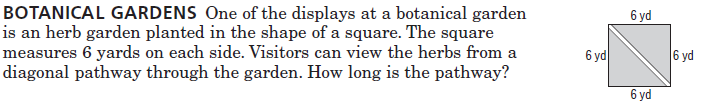 BOTANICAL GARDENS One of the displays at a botanical garden
is an herb garden planted in the shape of a square. The square
measures 6 yards on each side. Visitors can view the herbs from a
diagonal pathway through the garden. How long is the pathway?
6 yd
6 yd
6 yd
6 yd